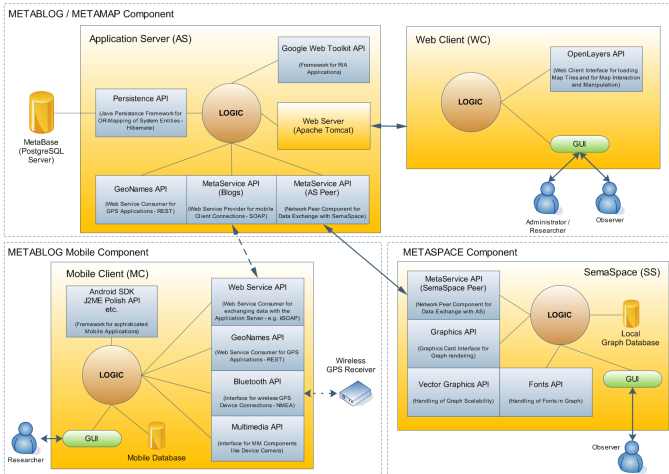 METABLOG / METAMAP Component
Application Server (AS)
Google Web Toolkit API
(Framework for RIA
Applications)
Persistence API
(Java Persistance Framework for
OR-Mapping of System Entities -
Hibernate)
LOGIC
Web Server
(Apache Tomcat)
MetaBase
(PostgreSQL
Server)
GeoNames API
(Web Service Consumer for
GPS Applications - REST)
MetaService API
(Blogs)
(Web Service Provider for mobile
Client Connections - SOAP)
MetaService API
(AS Peer)
(Network Peer Component for
Data Exchange with SemaSpace)
Web Client (WC)
OpenLayers API
(Web Client Interface for loading
Map Tiles and for Map Interaction
and Manipulation)
LOGIC
GUI
Administrator /
Researcher
Observer
METABLOG Mobile Component
Mobile Client (MC)
Android SDK
J2ME Polish API
etc.
(Framework for sophisticated
Mobile Applications)
LOGIC
Web Service API
(Web Service Consumer for
exchanging data with the
Application Server - e.g. kSOAP)
GeoNames API
(Web Service Consumer for GPS
Applications - REST)
Bluetooth API
(Interface for wireless GPS
Device Connections - NMEA)
Multimedia API
(Interface for MM Components
like Device Camera)
Wireless
GPS Receiver
GUI
Researcher
Mobile Database
METASPACE Component
SemaSpace (SS)
MetaService API
(SemaSpace Peer)
(Network Peer Component for
Data Exchange with AS)
Graphics API
(Graphics Card Interface for
Graph rendering)
Vector Graphics API
(Handling of Graph Scalability)
Fonts API
(Handling of Fonts in Graph)
LOGIC
Local
Graph Database
GUI
Observer